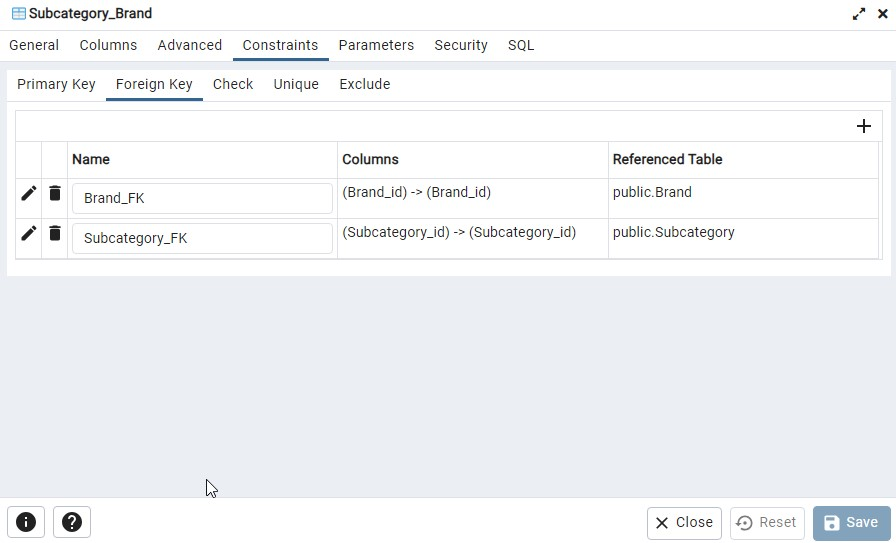 Subcategory_Brand
General Columns Advanced Constraints Parameters Security SQL
Primary Key Foreign Key Check Unique Exclude
Name Columns Referenced Table
Brand_FK (Brand_id) -> (Brand_id) public.Brand
Subcategory_FK (Subcategory_id) -> (Subcategory_id) public.Subcategory
Close Reset Save